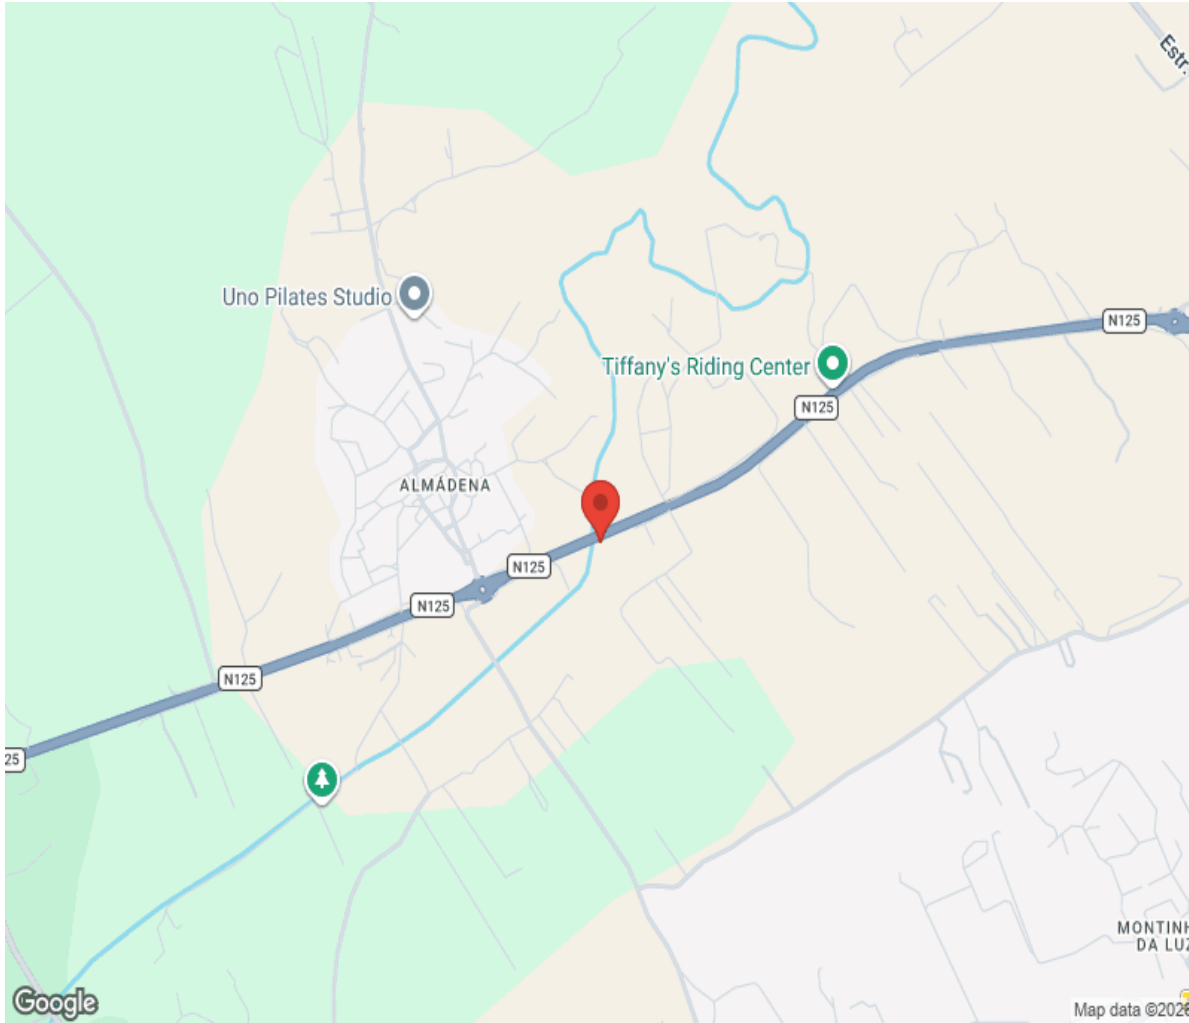 Estr.
N125
Uno Pilates Studio
Tiffany's Riding Center
N125
ALMÁDENA
N125
N125
N125
25
MONTINH
DA LUZ
Google
Map data ©2026